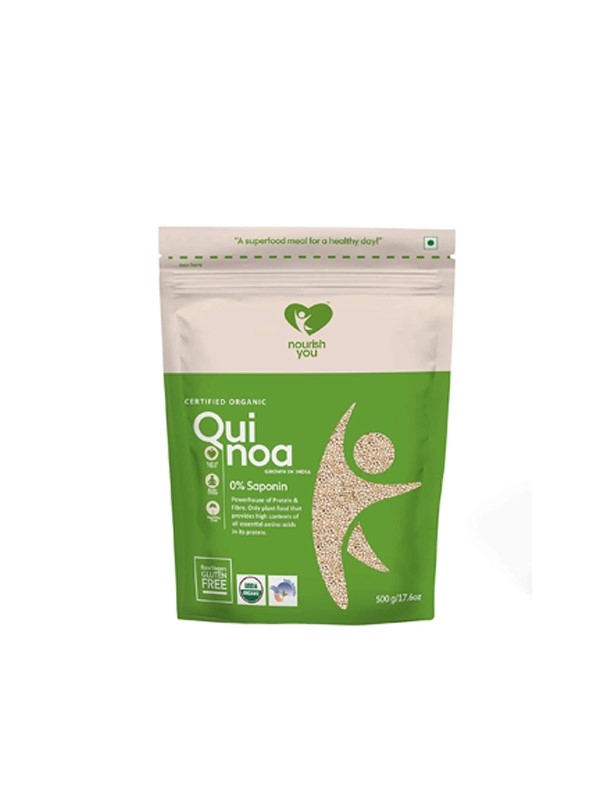 "A superfood meal for a healthy day!"
nourish
you
CERTIFIED ORGANIC
Qui
noa
GROWN IN INDIA
0% Saponin
Powerhouse of Protein &
Fibre. Only plant food that
provides high contents of
all essential amino acids
in its protein.
GLUTEN
FREE
USDA
ORGANIC
500 g/17.6oz